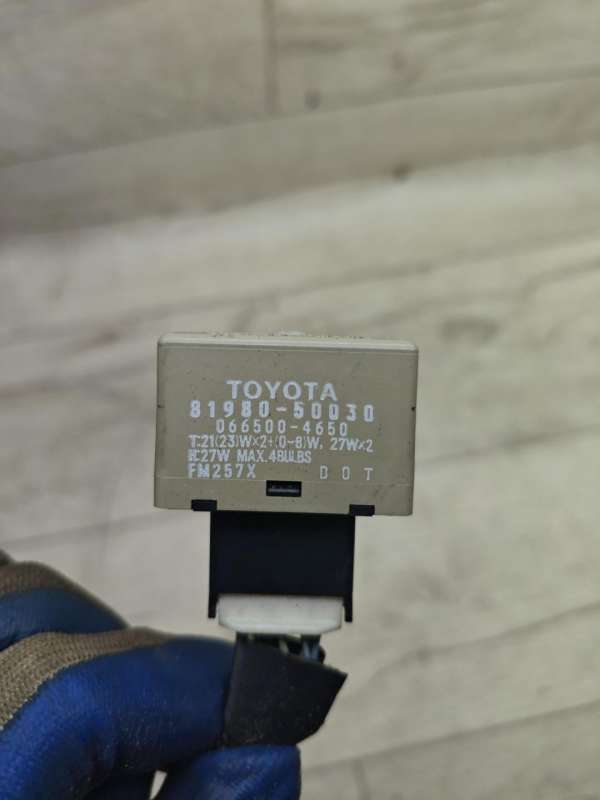 TOYOTA
81980-50030
066500-4650
T:21(23)W×2+(0~8)W, 27W×2
H:27W MAX.4BULBS
FM257X DOT